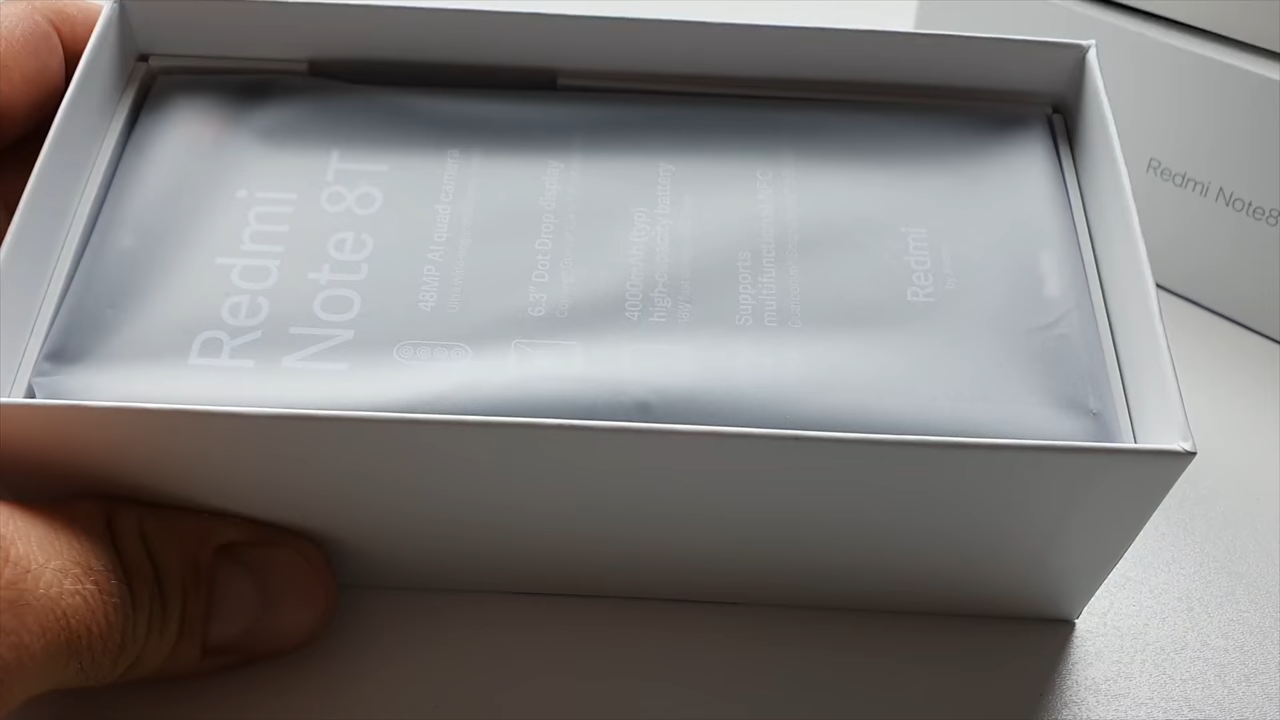 Redmi
Note 8T
48MP AI quad camera
6.3" Dot Drop display
4000mAh (typ)
high-capacity battery
Supports
multifunctional NFC
Redmi
Redmi Note8